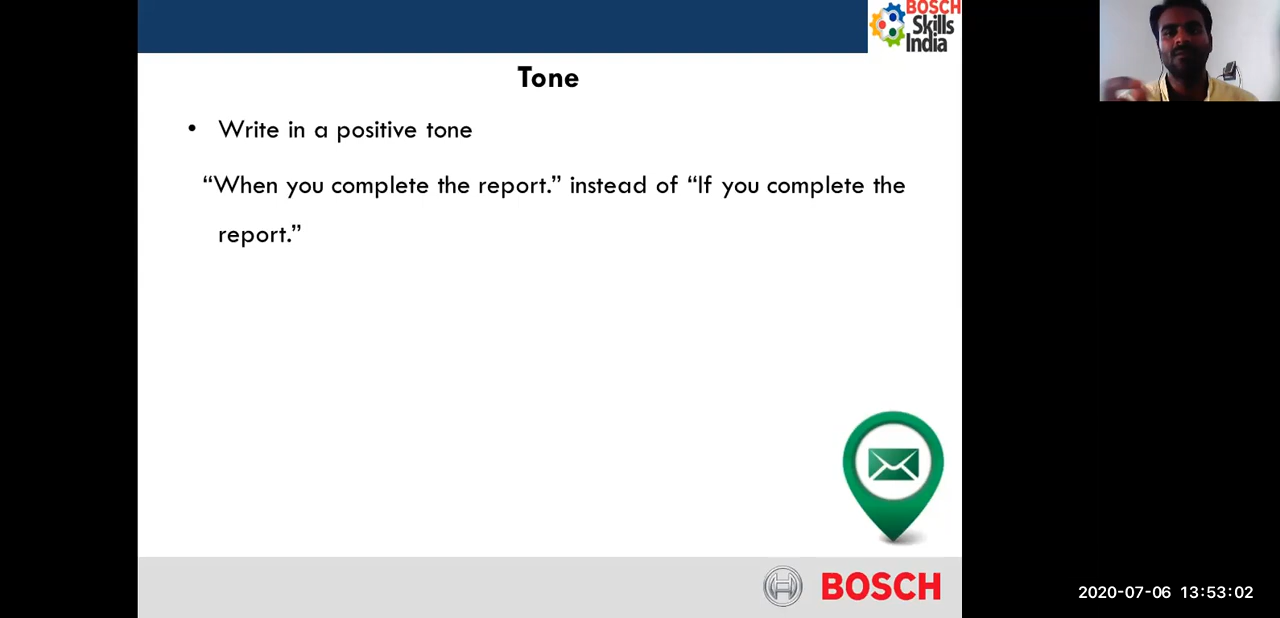 BOSCH
Skills
India
Tone
• Write in a positive tone
“When you complete the report.” instead of “If you complete the
report.”
BOSCH
2020-07-06 13:53:02